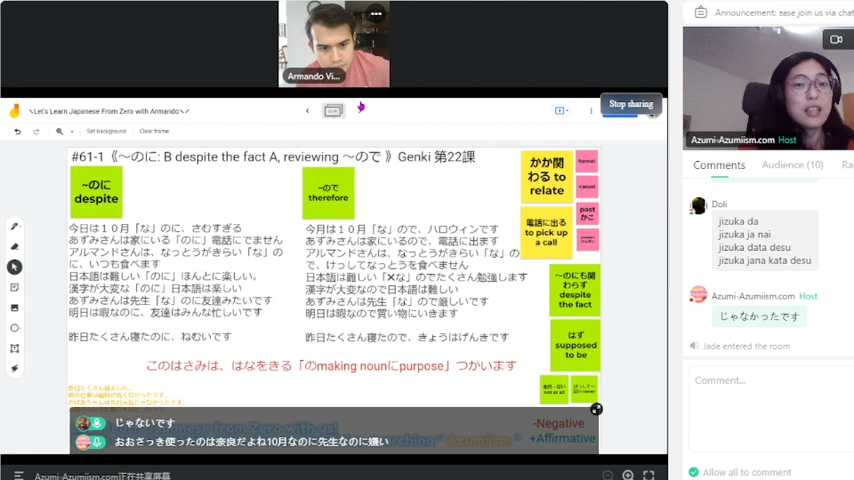 Announcement: ease join us via chat
Armando Vi...
Azumi-Azumiism.com Host
Let's Learn Japanese From Zero with Armando
Stop sharing
Set background
Clear frame
Comments
Audience (10)
Ra
#61-1《〜のに: B despite the fact A, reviewing 〜ので 》Genki 第22課
~のに
despite
~ので
therefore
今日は１０月「な」のに、さむすぎる
あずみさんは家にいる「のに」電話にでません
アルマンドさんは、なっとうがきらい「な」の
に、いつも食べます
日本語は難しい「のに」ほんとに楽しい。
漢字が大変な「のに」日本語は楽しい
あずみさんは先生「な」のに友達みたいです
明日は暇なのに、友達はみんな忙しいです
昨日たくさん寝たのに、ねむいです
今月は１０月「な」ので、ハロウィンです
あずみさんは家にいるので、電話に出ます
アルマンドさんは、なっとうがきらい「な」の
で、けっしてなっとうを食べません
日本語は難しい「✕な」のでたくさん勉強します
漢字が大変なので日本語は難しい
あずみさんは先生「な」ので厳しいです
明日は暇なので買い物にいきます
昨日たくさん寝たので、きょうはげんきです
このはさみは、はなをきる「のmaking nounにpurpose」つかいます
かか関
わる to
relate
電話に出る
to pick up
a call
formal
casual
past
かこ
〜のにも関
わらず
despite
the fact
はず
supposed
to be
-Negative
+Affirmative
じゃないです
おおさっき使ったのは奈良だよね10月なのに先生なのに嫌い
Azumi-Azumiism.com正在共享屏幕
Doli
jizuka da
jizuka ja nai
jizuka data desu
jizuka jana kata desu
Azumi-Azumiism.com Host
じゃなかったです
Jade entered the room
Comment...
Allow all to comment